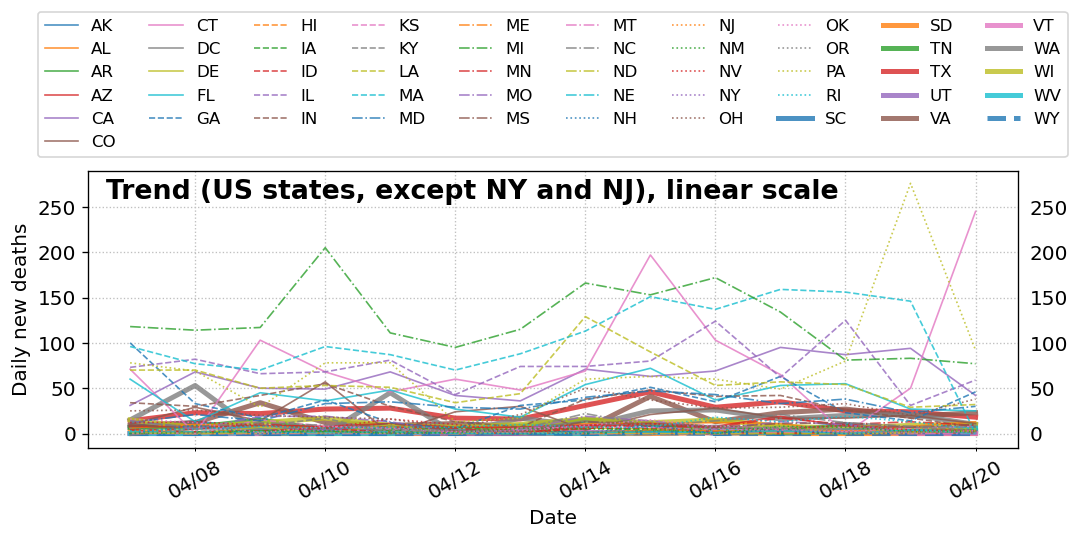 AK CT HI KS ME MT NJ OK SD VT
AL DC IA KY MI NC NM OR TN WA
AR DE ID LA MN ND NV PA TX WI
AZ FL IL MA MO NE NY RI UT WV
CA GA IN MD MS NH OH SC VA WY
CO
Trend (US states, except NY and NJ), linear scale
250 250
200 200
150 150
100 100
50 50
0 0
Daily new deaths
04/08 04/10 04/12 04/14 04/16 04/18 04/20
Date